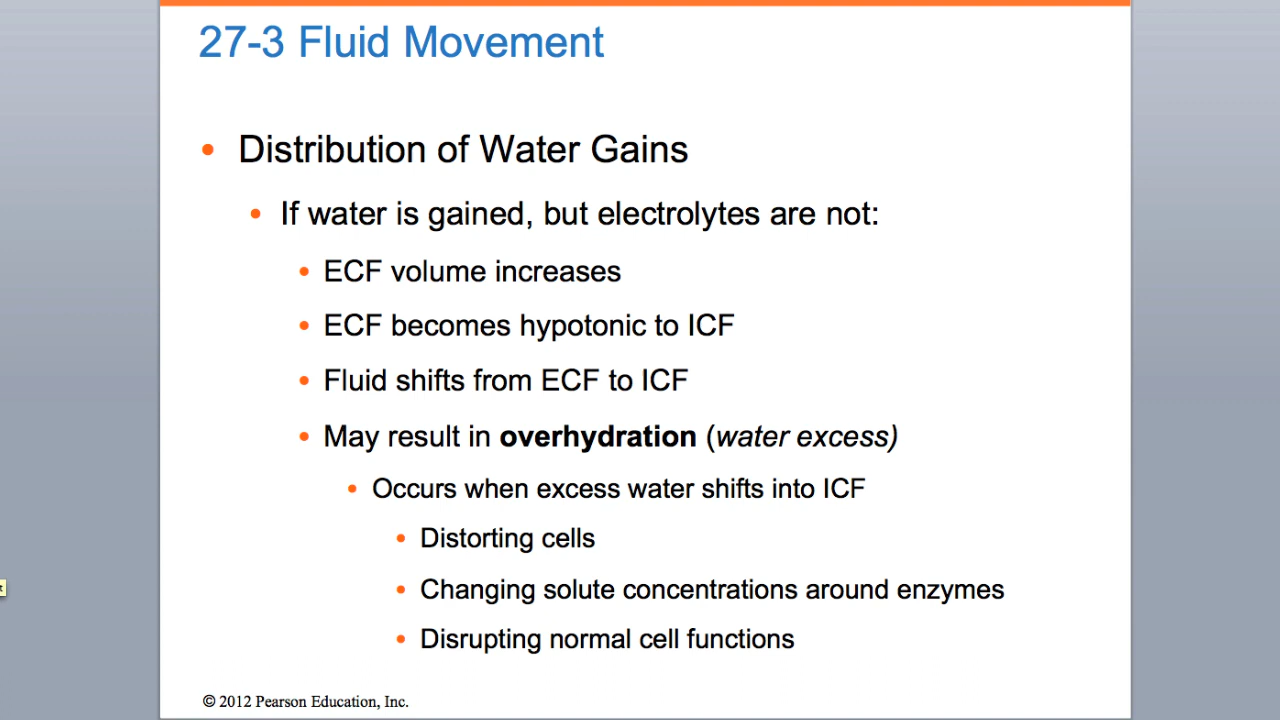 27-3 Fluid Movement
• Distribution of Water Gains
• If water is gained, but electrolytes are not:
• ECF volume increases
• ECF becomes hypotonic to ICF
• Fluid shifts from ECF to ICF
• May result in overhydration (water excess)
• Occurs when excess water shifts into ICF
• Distorting cells
• Changing solute concentrations around enzymes
• Disrupting normal cell functions
© 2012 Pearson Education, Inc.